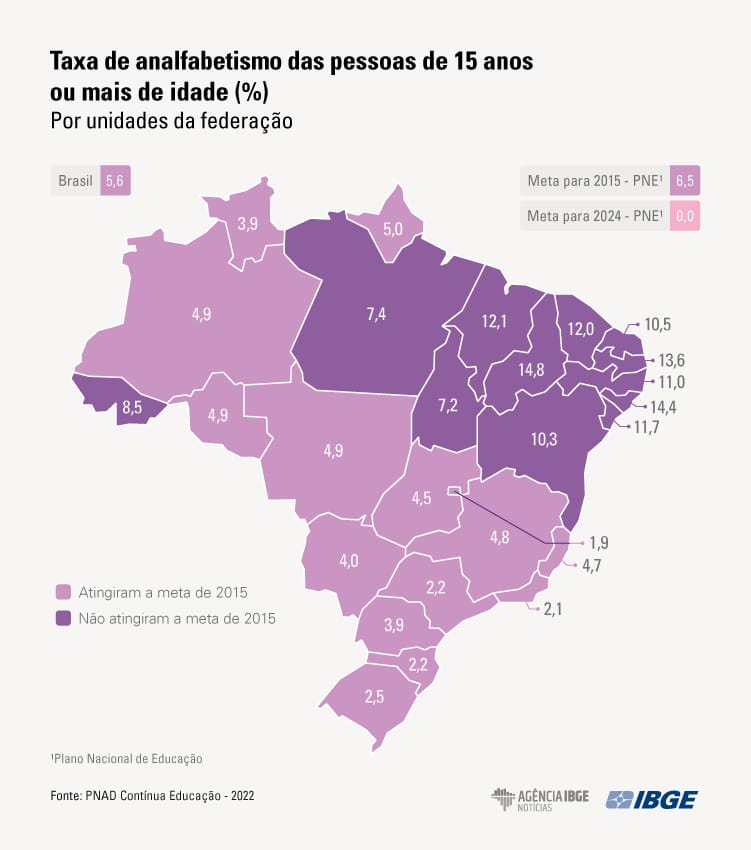 Taxa de analfabetismo das pessoas de 15 anos
ou mais de idade (%)
Por unidades da federação
Brasil 5,6
Meta para 2015 - PNE¹ 6,5
Meta para 2024 - PNE¹ 0,0
3,9
5,0
4,9
7,4
12,1
12,0
10,5
13,6
14,8
11,0
8,5
4,9
7,2
14,4
11,7
4,9
10,3
4,5
4,8
1,9
4,0
4,7
2,2
2,1
3,9
2,2
2,5
Atingiram a meta de 2015
Não atingiram a meta de 2015
¹Plano Nacional de Educação
Fonte: PNAD Contínua Educação - 2022
AGÊNCIA IBGE
NOTÍCIAS
IBGE